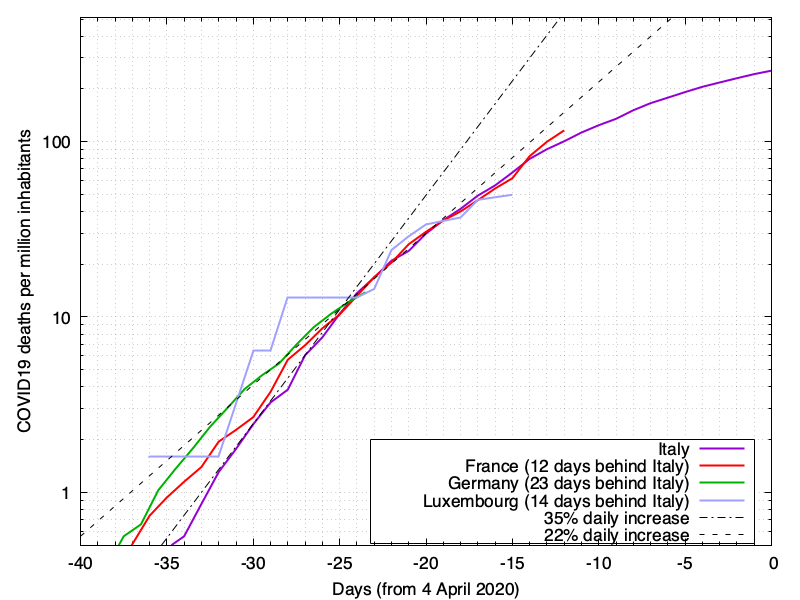 COVID19 deaths per million inhabitants
100
10
1
Italy
France (12 days behind Italy)
Germany (23 days behind Italy)
Luxembourg (14 days behind Italy)
35% daily increase
22% daily increase
-40 -35 -30 -25 -20 -15 -10 -5 0
Days (from 4 April 2020)